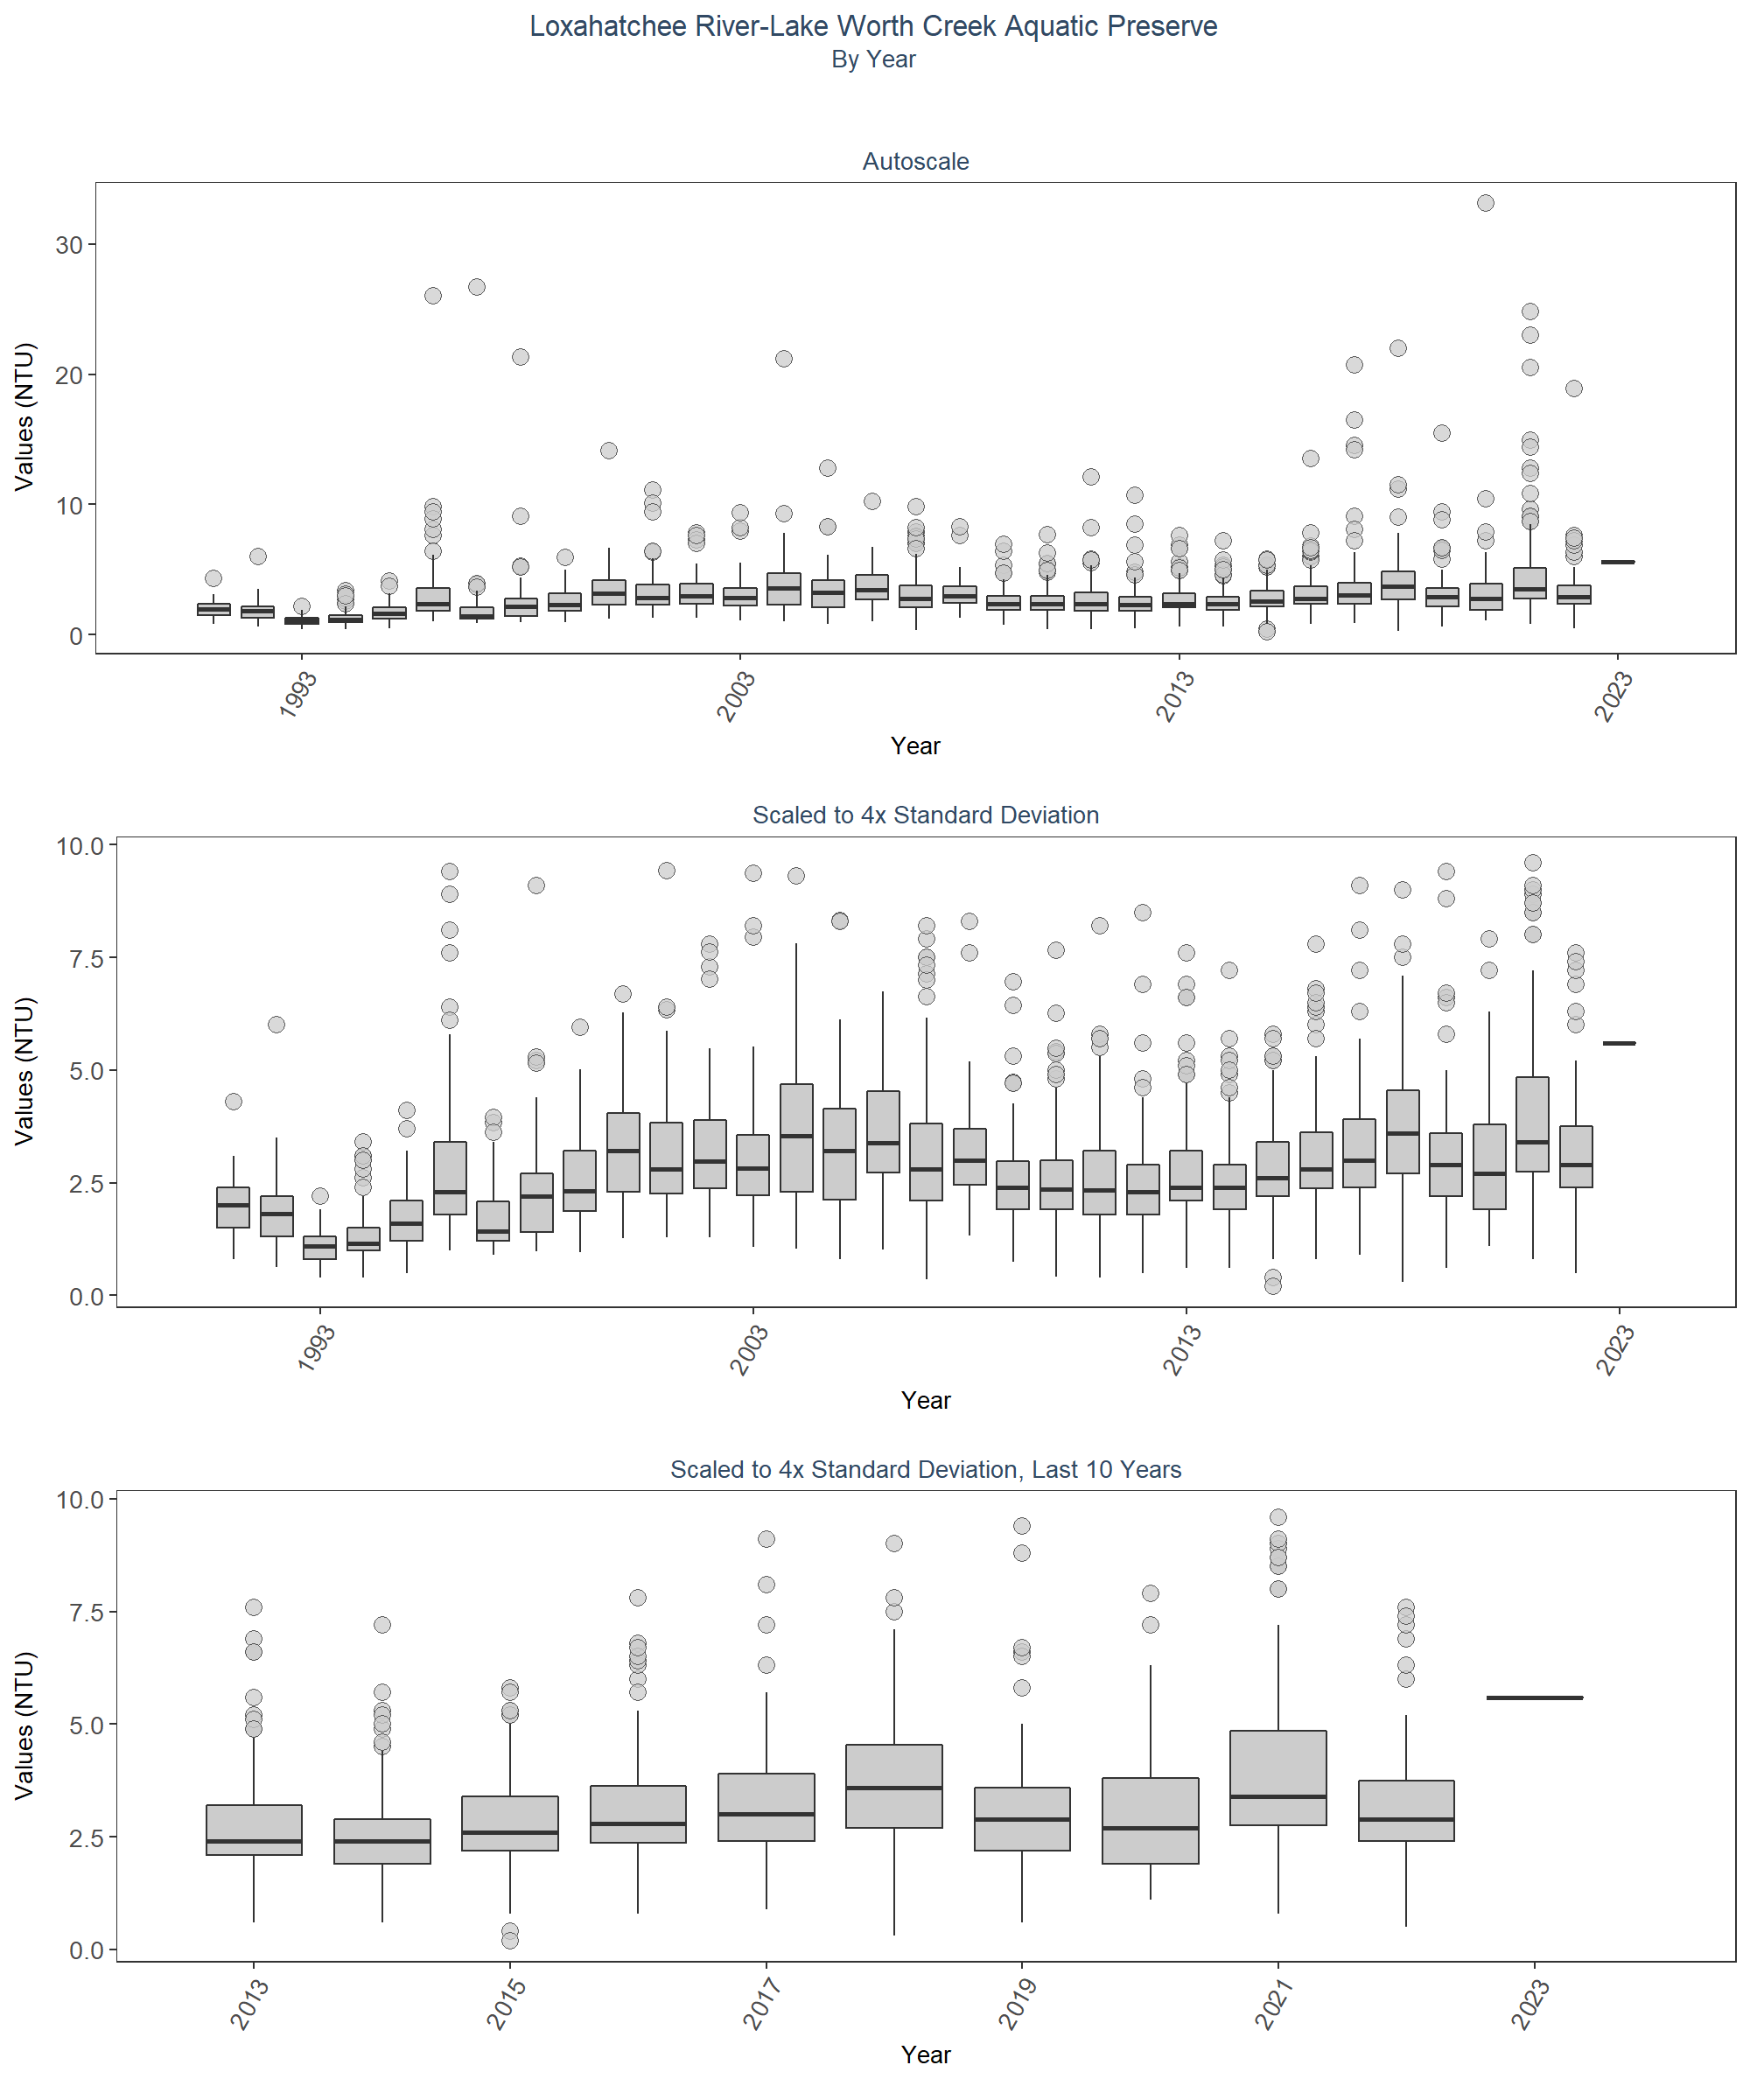 Loxahatchee River-Lake Worth Creek Aquatic Preserve
By Year
Autoscale
Values (NTU)
30
20
10
0
1993
2003
2013
2023
Year
Scaled to 4x Standard Deviation
Values (NTU)
10.0
7.5
5.0
2.5
0.0
1993
2003
2013
2023
Year
Scaled to 4x Standard Deviation, Last 10 Years
Values (NTU)
10.0
7.5
5.0
2.5
0.0
2013
2015
2017
2019
2021
2023
Year